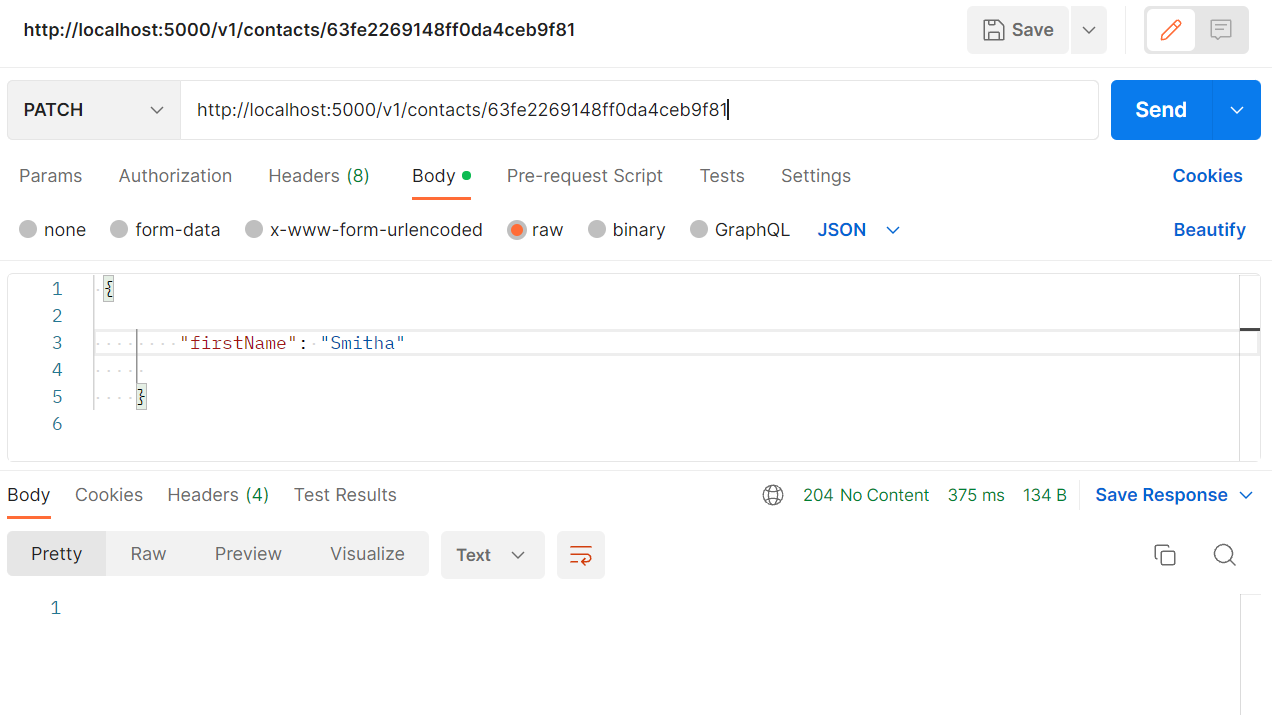 http://localhost:5000/v1/contacts/63fe2269148ff0da4ceb9f81 Save
PATCH http://localhost:5000/v1/contacts/63fe2269148ff0da4ceb9f81 Send
Params Authorization Headers (8) Body Pre-request Script Tests Settings Cookies
none form-data x-www-form-urlencoded raw binary GraphQL JSON Beautify
1 {
2
3 "firstName": "Smitha"
4
5 }
6
Body Cookies Headers (4) Test Results 204 No Content 375 ms 134 B Save Response
Pretty Raw Preview Visualize Text
1